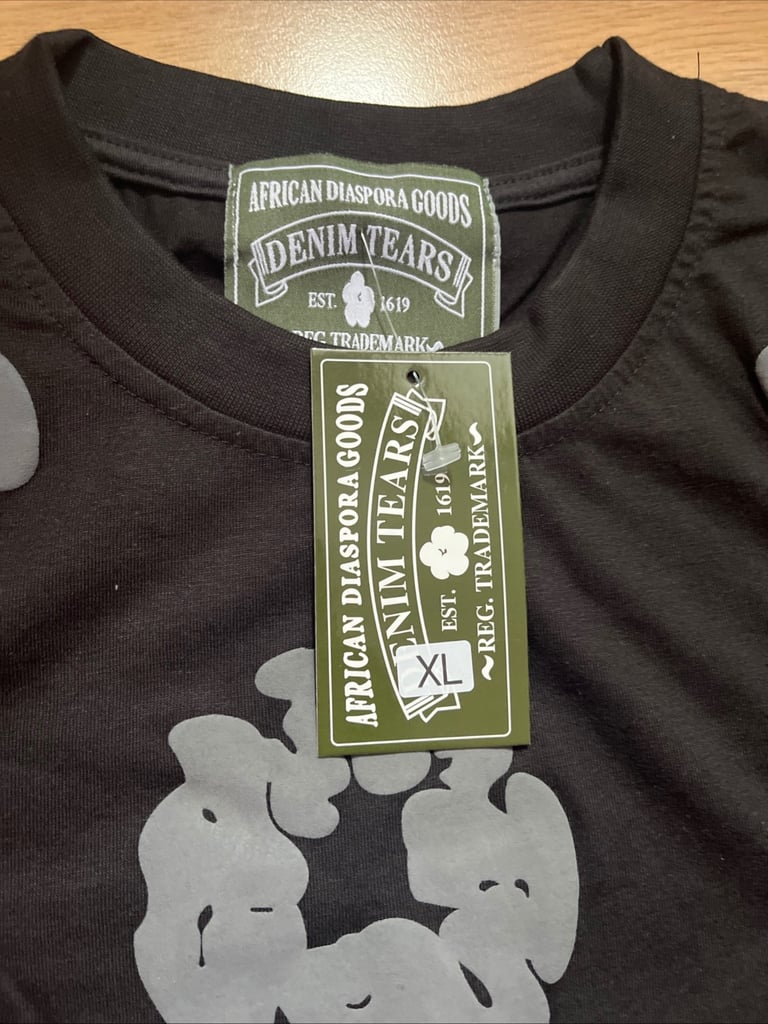 AFRICAN DIASPORA GOODS
DENIM TEARS
EST. 1619
REG. TRADEMARK~
AFRICAN DIASPORA GOODS
DENIM TEARS
EST. 1619
~REG. TRADEMARK~
XL